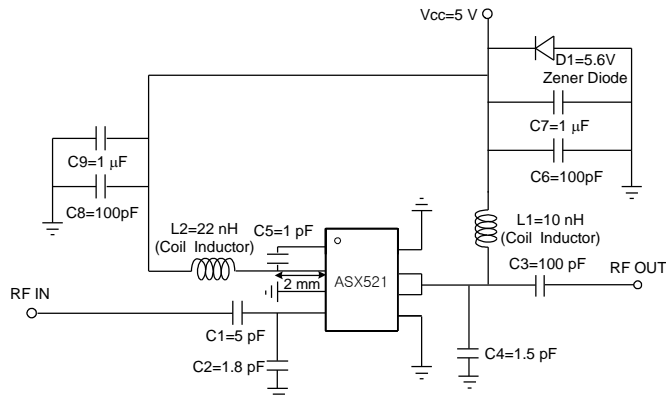 Vcc=5 V
D1=5.6V
Zener Diode
C7=1 μF
C6=100pF
C9=1 μF
C8=100pF
L2=22 nH
(Coil Inductor)
C5=1 pF
L1=10 nH
(Coil Inductor)
ASX521
2 mm
C3=100 pF
RF OUT
RF IN
C1=5 pF
C2=1.8 pF
C4=1.5 pF